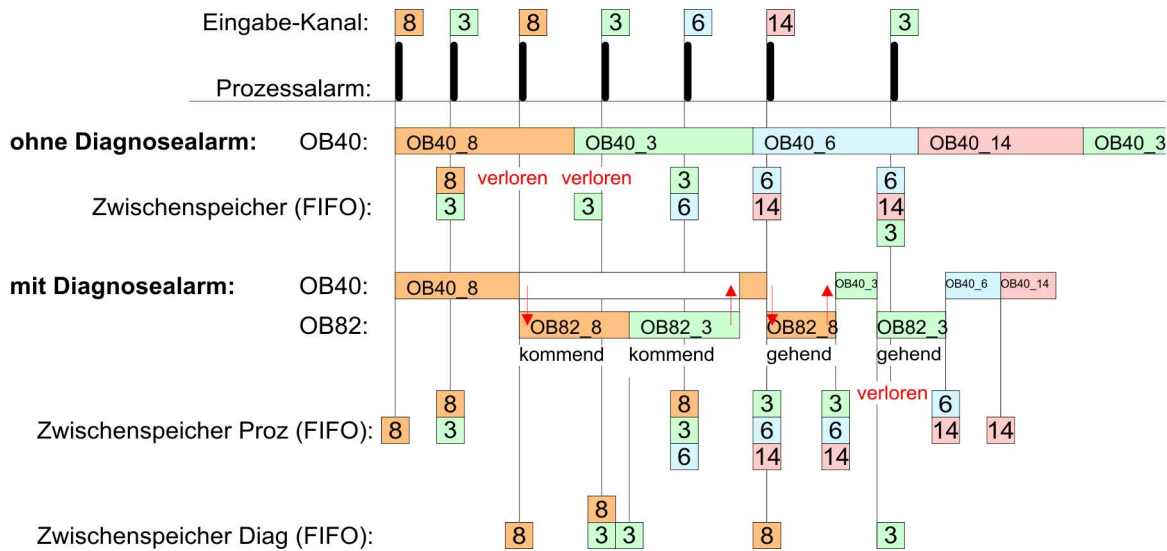 Eingabe-Kanal: 8 3 8 3 6 14 3
Prozessalarm:
ohne Diagnosealarm: OB40: OB40_8 OB40_3 OB40_6 OB40_14 OB40_3
8 verloren verloren 3 6 6
Zwischenspeicher (FIFO): 3 3 6 14 14
3
mit Diagnosealarm: OB40: OB40_8 OB40_3 OB40_6 OB40_14
OB82: OB82_8 OB82_3 OB82_8 OB82_3
kommend kommend gehend gehend
verloren
8 8 3 3 6
Zwischenspeicher Proz (FIFO): 8 3 3 6 6 14 14
6 14 14
8
Zwischenspeicher Diag (FIFO): 8 3 3 8 3